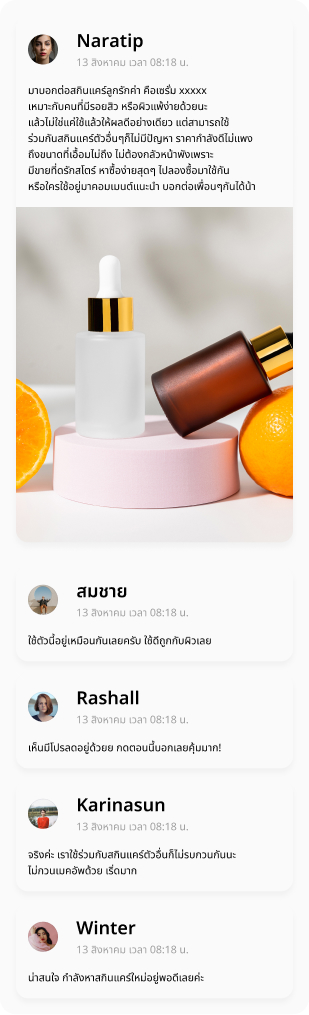 Naratip
13 สิงหาคม เวลา 08:18 น.
มาบอกต่อสกินแคร์ลูกรักค่า คือเซรั่ม xxxxx
เหมาะกับคนที่มีรอยสิว หรือผิวแพ้ง่ายด้วยนะ
แล้วไม่ใช่แค่ใช้แล้วให้ผลดีอย่างเดียว แต่สามารถใช้
ร่วมกับสกินแคร์ตัวอื่นๆก็ไม่มีปัญหา ราคากำลังดีไม่แพง
ถึงขนาดที่เอื้อมไม่ถึง ไม่ต้องกลัวหน้าพังเพราะ
มีขายที่ดรักสโตร์ หาซื้อง่ายสุดๆ ไปลองซื้อมาใช้กัน
หรือใครใช้อยู่มาคอมเมนต์แนะนำ บอกต่อเพื่อนๆกันได้น้า
สมชาย
13 สิงหาคม เวลา 08:18 น.
ใช้ตัวนี้อยู่เหมือนกันเลยครับ ใช้ดีถูกกับผิวเลย
Rashall
13 สิงหาคม เวลา 08:18 น.
เห็นมีโปรลดอยู่ด้วยย กดตอนนี้บอกเลยคุ้มมาก!
Karinasun
13 สิงหาคม เวลา 08:18 น.
จริงค่ะ เราใช้ร่วมกับสกินแคร์ตัวอื่นก็ไม่รบกวนกันนะ
ไม่กวนเมคอัพด้วย เริ่ดมาก
Winter
13 สิงหาคม เวลา 08:18 น.
น่าสนใจ กำลังหาสกินแคร์ใหม่อยู่พอดีเลยค่ะ